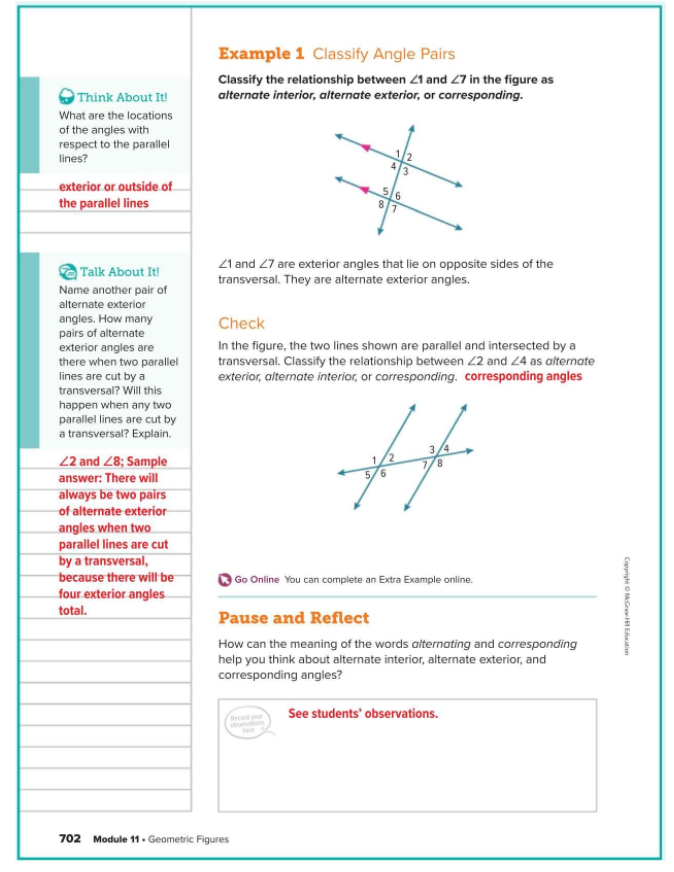 Think About It!
What are the locations
of the angles with
respect to the parallel
lines?
exterior or outside of
the parallel lines
Talk About It!
Name another pair of
alternate exterior
angles. How many
pairs of alternate
exterior angles are
there when two parallel
lines are cut by a
transversal? Will this
happen when any two
parallel lines are cut by
a transversal? Explain.
∠2 and ∠8; Sample
answer: There will
always be two pairs
of alternate exterior
angles when two
parallel lines are cut
by a transversal,
because there will be
four exterior angles
total.
Example 1 Classify Angle Pairs
Classify the relationship between ∠1 and ∠7 in the figure as
alternate interior, alternate exterior, or corresponding.
1 2
4 3
5 6
8 7
∠1 and ∠7 are exterior angles that lie on opposite sides of the
transversal. They are alternate exterior angles.
Check
In the figure, the two lines shown are parallel and intersected by a
transversal. Classify the relationship between ∠2 and ∠4 as alternate
exterior, alternate interior, or corresponding. corresponding angles
3 4
1 2
7 8
5 6
Go Online You can complete an Extra Example online.
Pause and Reflect
How can the meaning of the words alternating and corresponding
help you think about alternate interior, alternate exterior, and
corresponding angles?
Record your
observations
here
See students' observations.
Copyright © McGraw-Hill Education
702 Module 11 • Geometric Figures